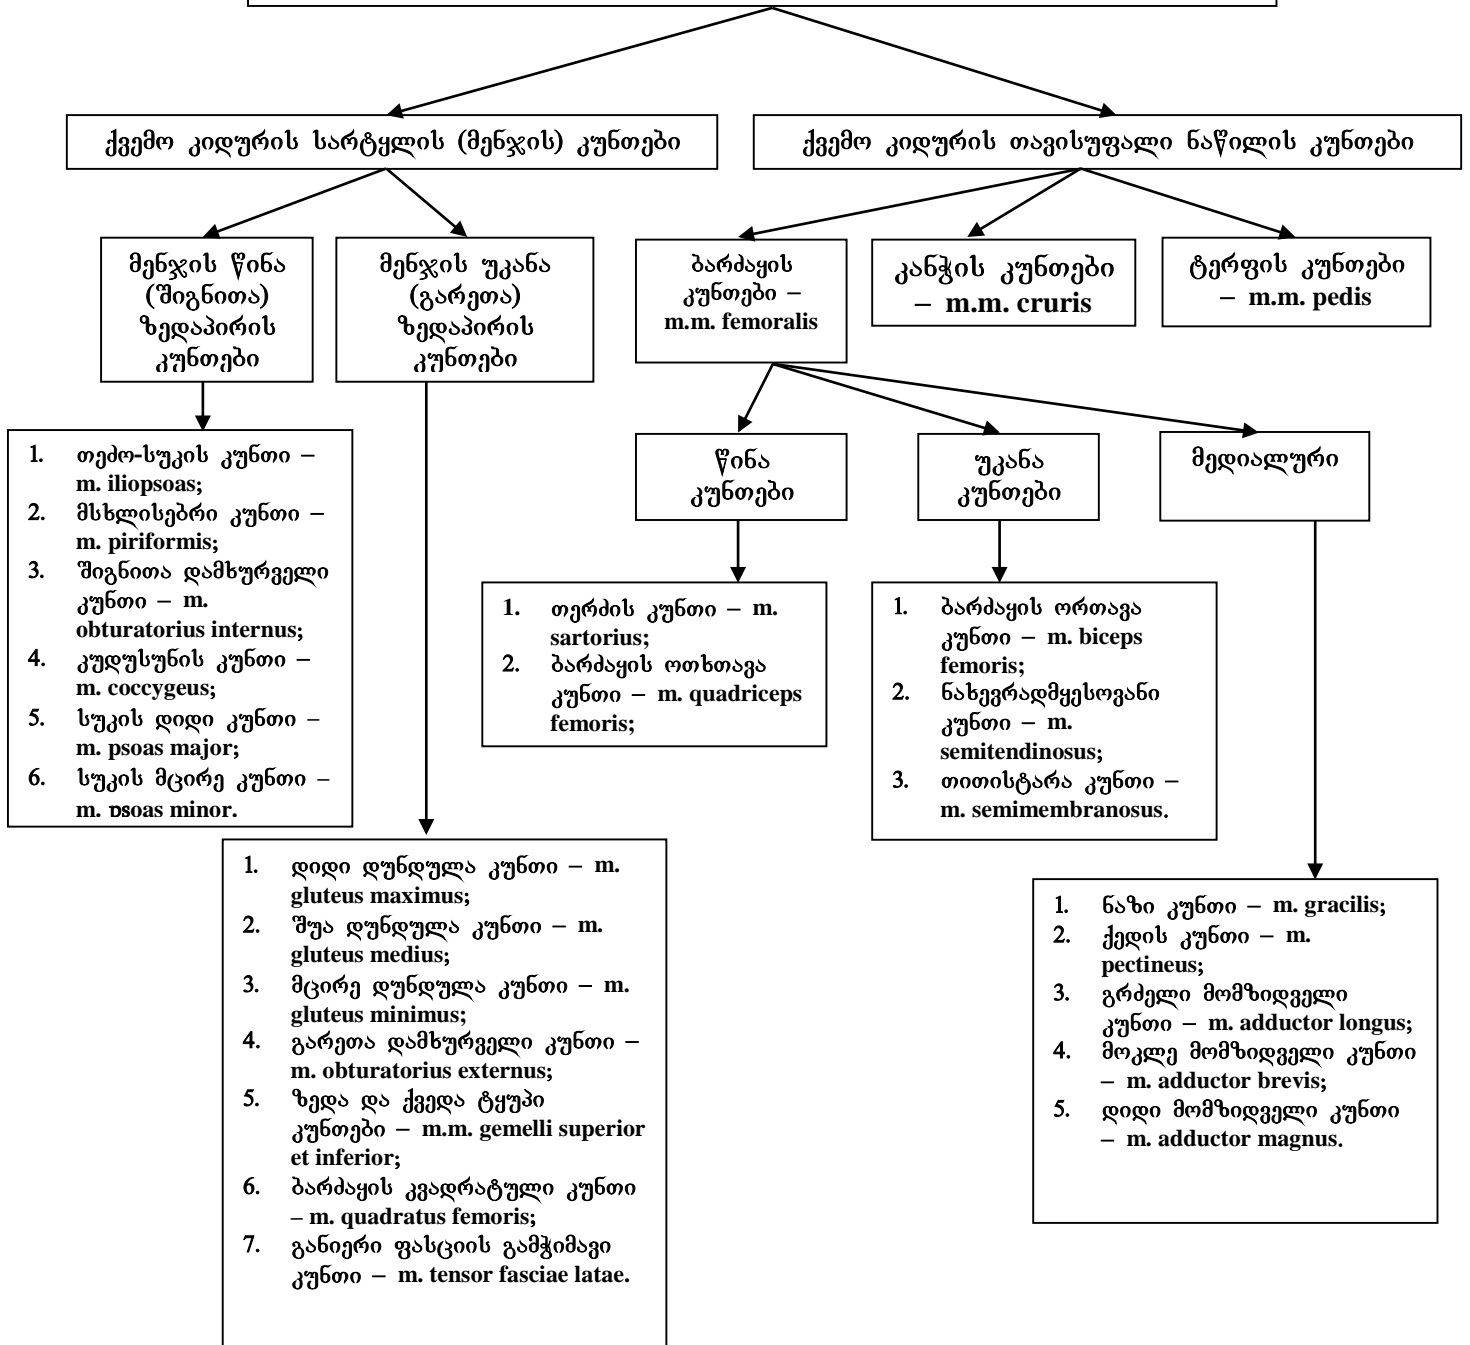 ქვემო კიდურის სარტყლის (მენჯის) კუნთები
ქვემო კიდურის თავისუფალი ნაწილის კუნთები
მენჯის წინა
(შიგნითა)
ზედაპირის
კუნთები
მენჯის უკანა
(გარეთა)
ზედაპირის
კუნთები
ბარძაყის
კუნთები –
m.m. femoralis
კანჭის კუნთები
– m.m. cruris
ტერფის კუნთები
– m.m. pedis
1. თეძო-სუკის კუნთი –
m. iliopsoas;
2. მსხლისებრი კუნთი –
m. piriformis;
3. შიგნითა დამხურველი
კუნთი – m.
obturatorius internus;
4. კუდუსუნის კუნთი –
m. coccygeus;
5. სუკის დიდი კუნთი –
m. psoas major;
6. სუკის მცირე კუნთი –
m. psoas minor.
წინა
კუნთები
უკანა
კუნთები
მედიალური
1. თერძის კუნთი – m.
sartorius;
2. ბარძაყის ოთხთავა
კუნთი – m. quadriceps
femoris;
1. ბარძაყის ორთავა
კუნთი – m. biceps
femoris;
2. ნახევრადმყესოვანი
კუნთი – m.
semitendinosus;
3. თითისტარა კუნთი –
m. semimembranosus.
1. დიდი დუნდულა კუნთი – m.
gluteus maximus;
2. შუა დუნდულა კუნთი – m.
gluteus medius;
3. მცირე დუნდულა კუნთი – m.
gluteus minimus;
4. გარეთა დამხურველი კუნთი –
m. obturatorius externus;
5. ზედა და ქვედა ტყუპი
კუნთები – m.m. gemelli superior
et inferior;
6. ბარძაყის კვადრატული კუნთი
– m. quadratus femoris;
7. განიერი ფასციის გამჭიმავი
კუნთი – m. tensor fasciae latae.
1. ნაზი კუნთი – m. gracilis;
2. ქედის კუნთი – m.
pectineus;
3. გრძელი მომზიდველი
კუნთი – m. adductor longus;
4. მოკლე მომზიდველი კუნთი
– m. adductor brevis;
5. დიდი მომზიდველი კუნთი
– m. adductor magnus.